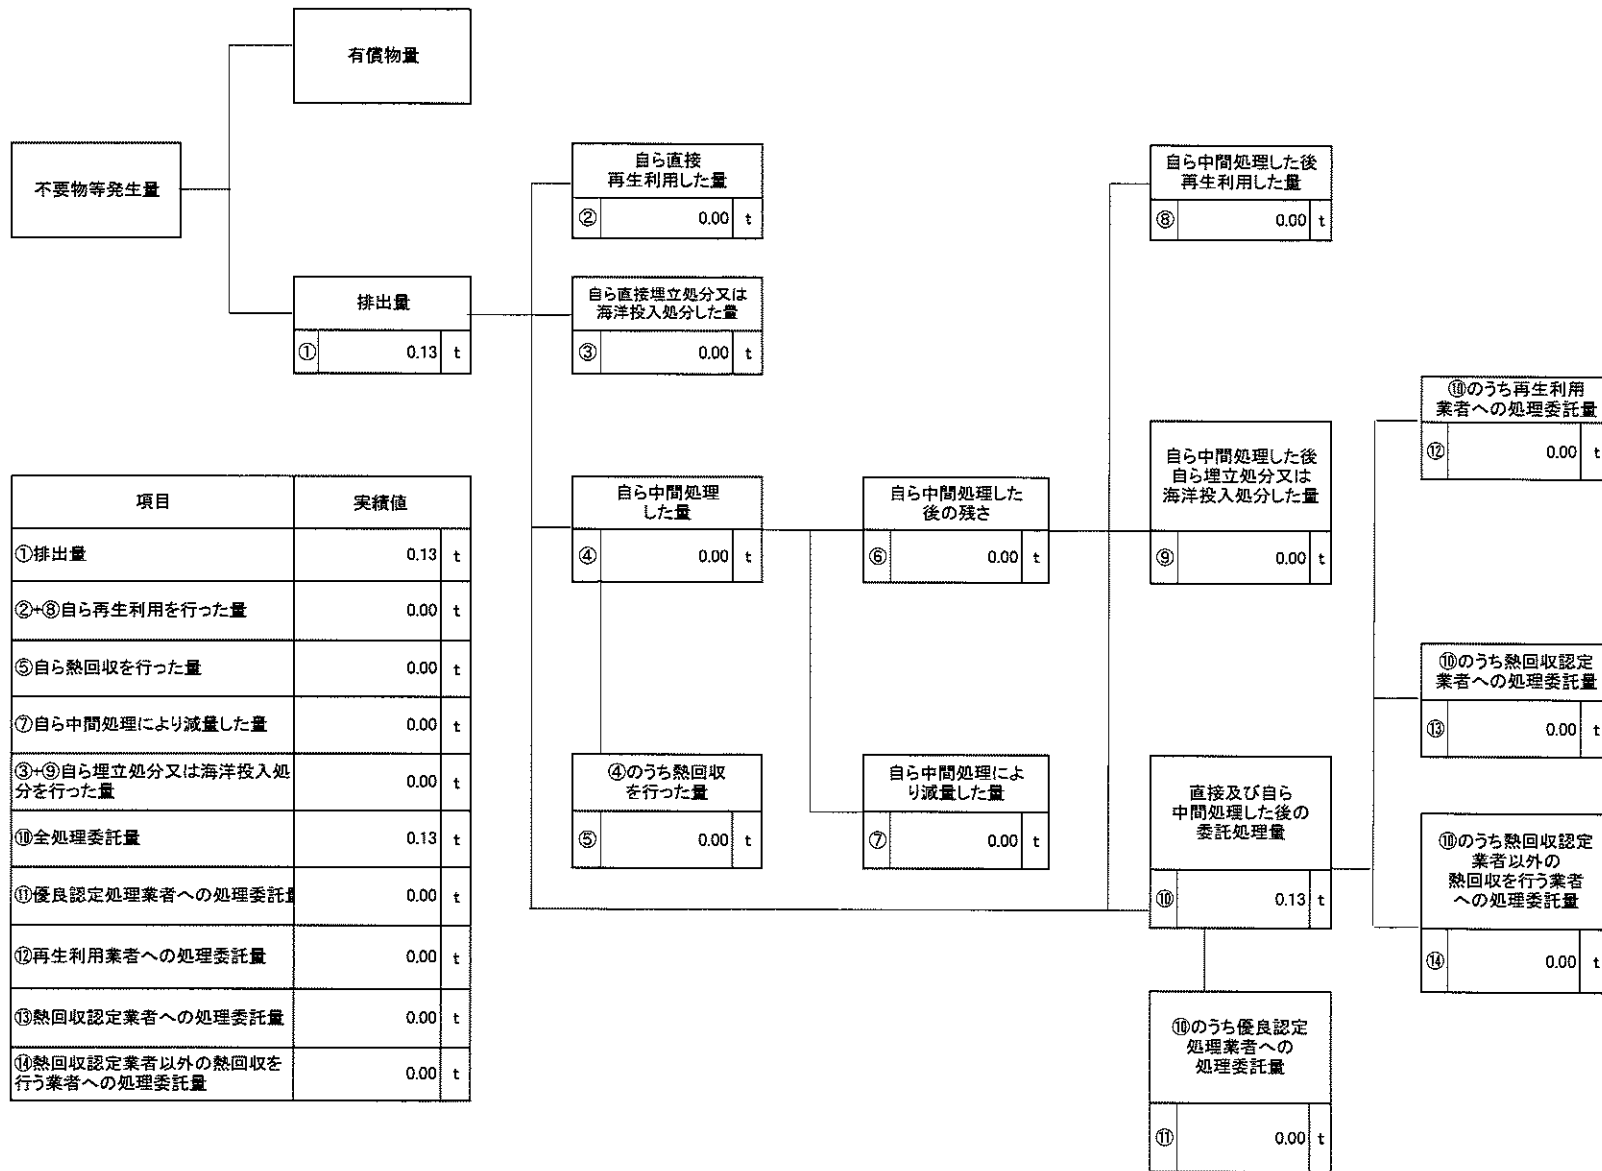 有償物量
不要物等発生量
排出量
① 0.13 t
自ら直接
再生利用した量
② 0.00 t
自ら直接埋立処分又は
海洋投入処分した量
③ 0.00 t
自ら中間処理
した量
④ 0.00 t
④のうち熱回収
を行った量
⑤ 0.00 t
自ら中間処理した
後の残さ
⑥ 0.00 t
自ら中間処理によ
り減量した量
⑦ 0.00 t
自ら中間処理した後
再生利用した量
⑧ 0.00 t
自ら中間処理した後
自ら埋立処分又は
海洋投入処分した量
⑨ 0.00 t
直接及び自ら
中間処理した後の
委託処理量
⑩ 0.13 t
⑩のうち優良認定
処理業者への
処理委託量
⑪ 0.00 t
⑩のうち再生利用
業者への処理委託量
⑫ 0.00 t
⑩のうち熱回収認定
業者への処理委託量
⑬ 0.00 t
⑩のうち熱回収認定
業者以外の
熱回収を行う業者
への処理委託量
⑭ 0.00 t
項目 実績値
①排出量 0.13 t
②+⑧自ら再生利用を行った量 0.00 t
⑤自ら熱回収を行った量 0.00 t
⑦自ら中間処理により減量した量 0.00 t
③+⑨自ら埋立処分又は海洋投入処
分を行った量 0.00 t
⑩全処理委託量 0.13 t
⑪優良認定処理業者への処理委託量 0.00 t
⑫再生利用業者への処理委託量 0.00 t
⑬熱回収認定業者への処理委託量 0.00 t
⑭熱回収認定業者以外の熱回収を
行う業者への処理委託量 0.00 t